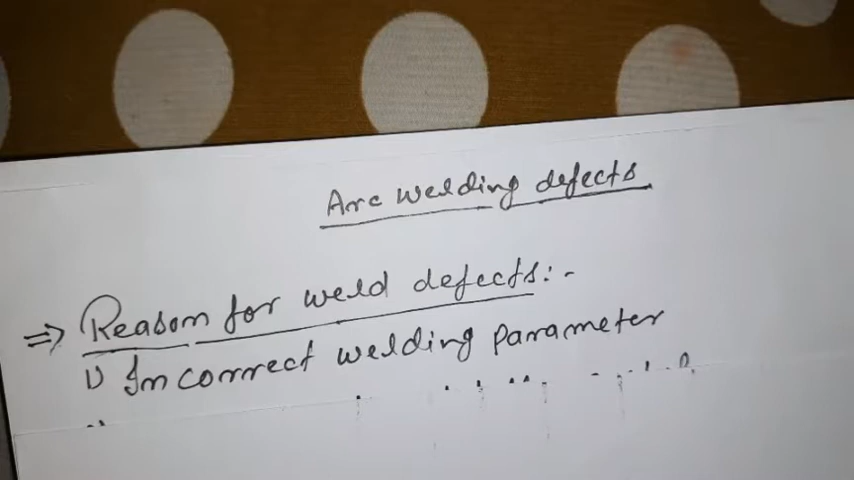 Arc welding defects
⇒ Reason for weld defects:-
1) Incorrect welding parameter